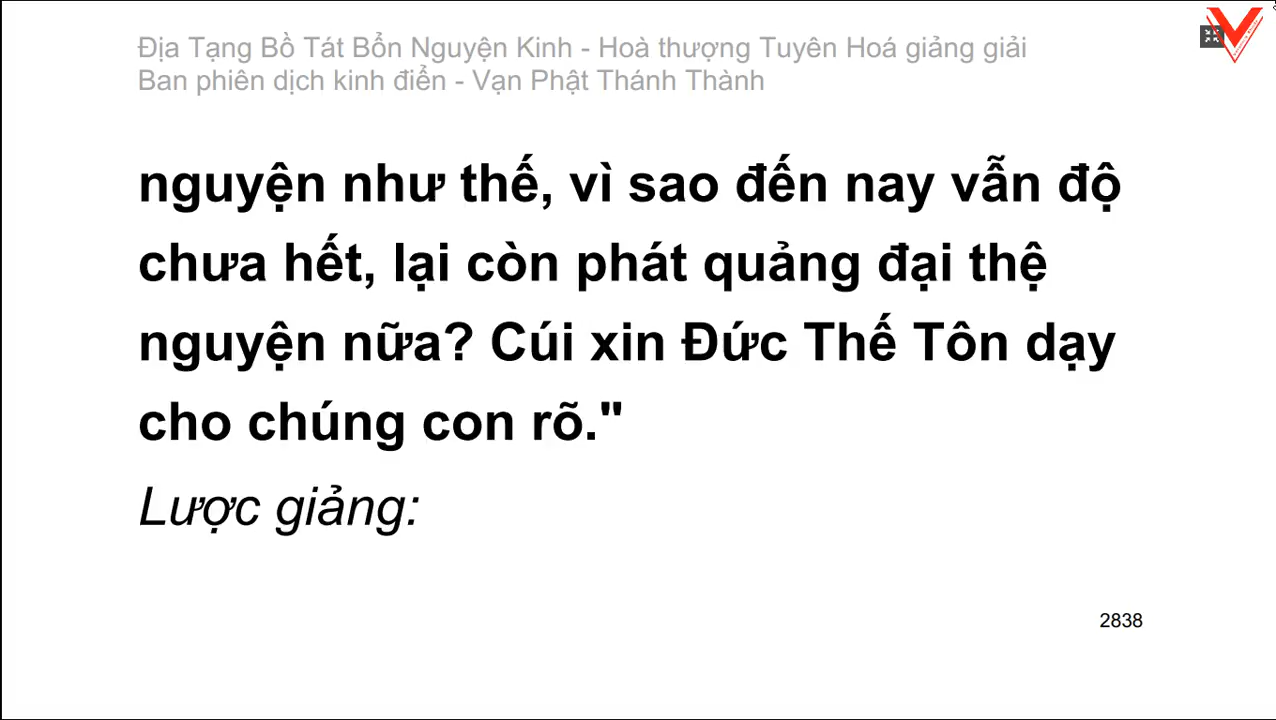 Địa Tạng Bồ Tát Bổn Nguyện Kinh - Hoà thượng Tuyên Hoá giảng giải
Ban phiên dịch kinh điển - Vạn Phật Thánh Thành
nguyện như thế, vì sao đến nay vẫn độ
chưa hết, lại còn phát quảng đại thệ
nguyện nữa? Cúi xin Đức Thế Tôn dạy
cho chúng con rõ."
Lược giảng:
2838